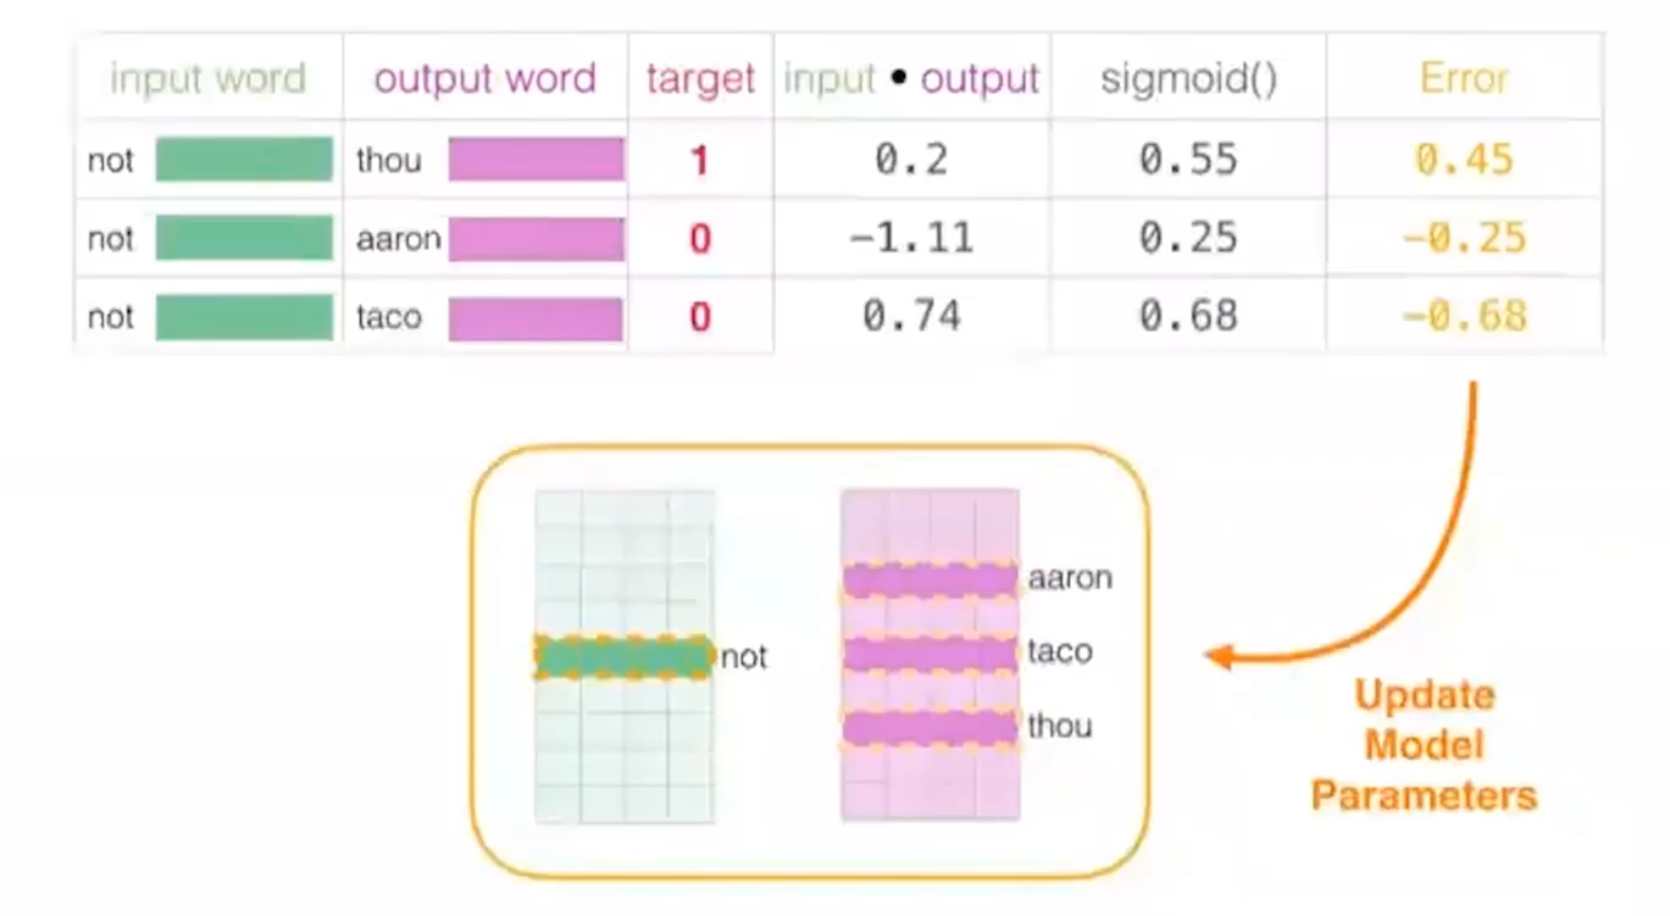 input word output word target input • output sigmoid() Error
not thou 1 0.2 0.55 0.45
not aaron 0 −1.11 0.25 −0.25
not taco 0 0.74 0.68 −0.68
aaron
not taco
thou
Update
Model
Parameters